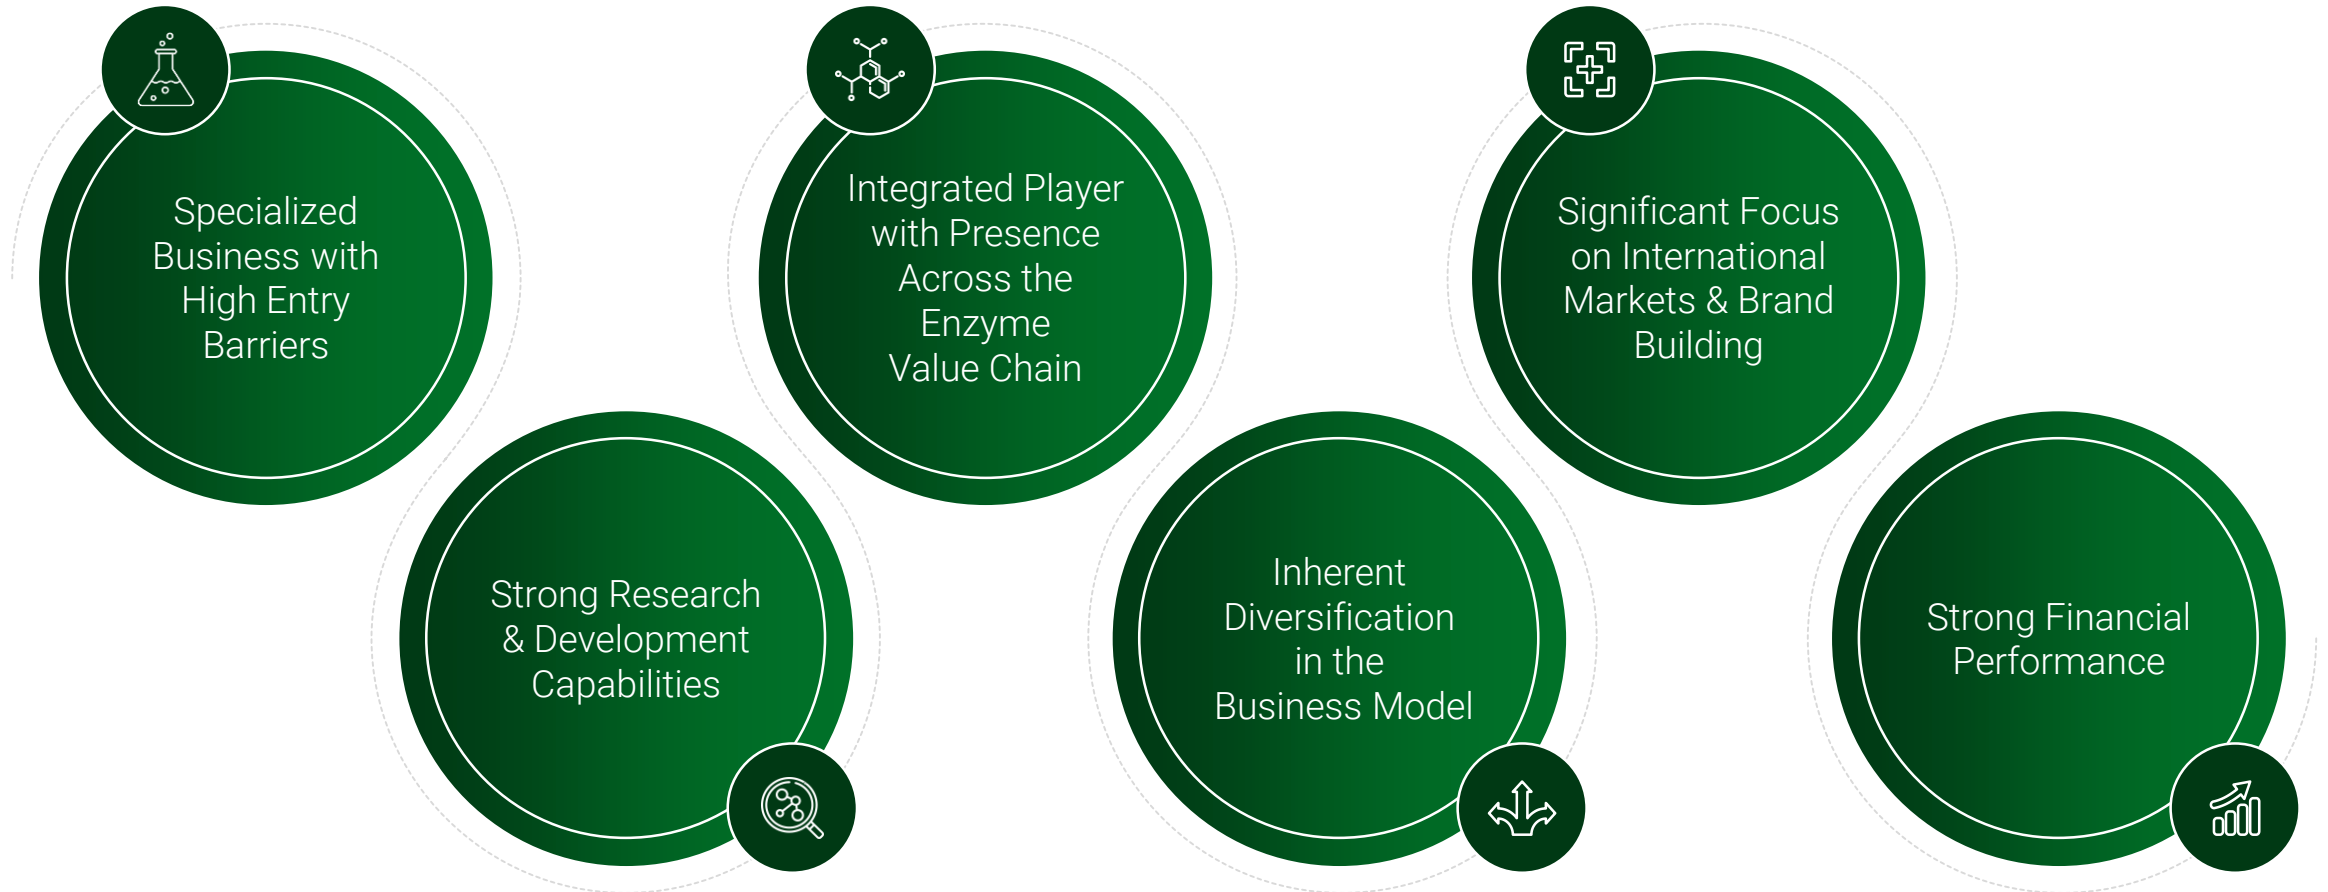 Specialized
Business with
High Entry
Barriers
Strong Research
& Development
Capabilities
Integrated Player
with Presence
Across the
Enzyme
Value Chain
Inherent
Diversification
in the
Business Model
Significant Focus
on International
Markets & Brand
Building
Strong Financial
Performance